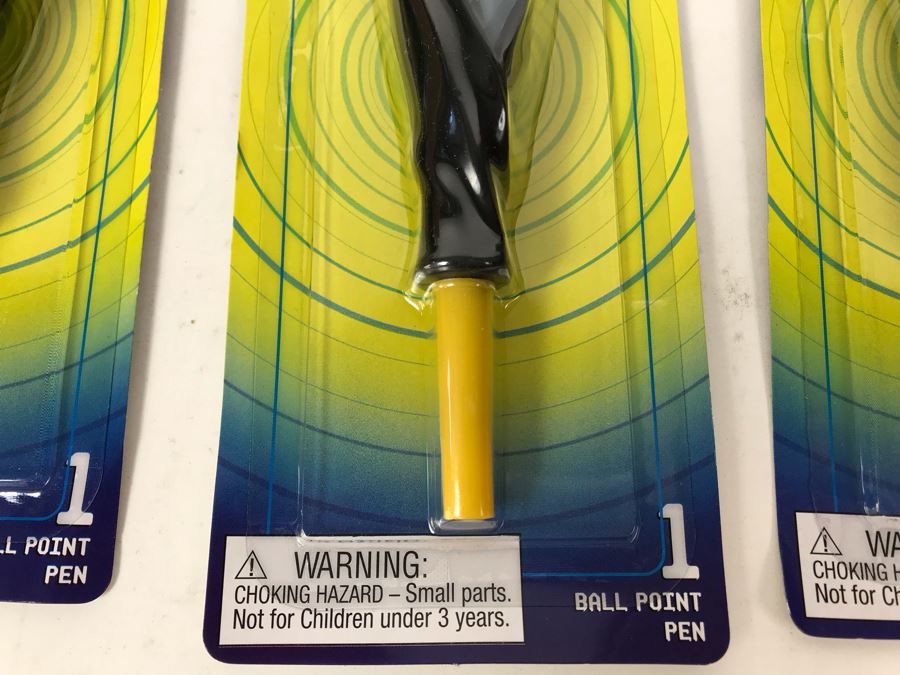 1
LL POINT
PEN
WARNING:
CHOKING HAZARD – Small parts.
Not for Children under 3 years.
1
BALL POINT
PEN
WA
CHOKING H
Not for Ch